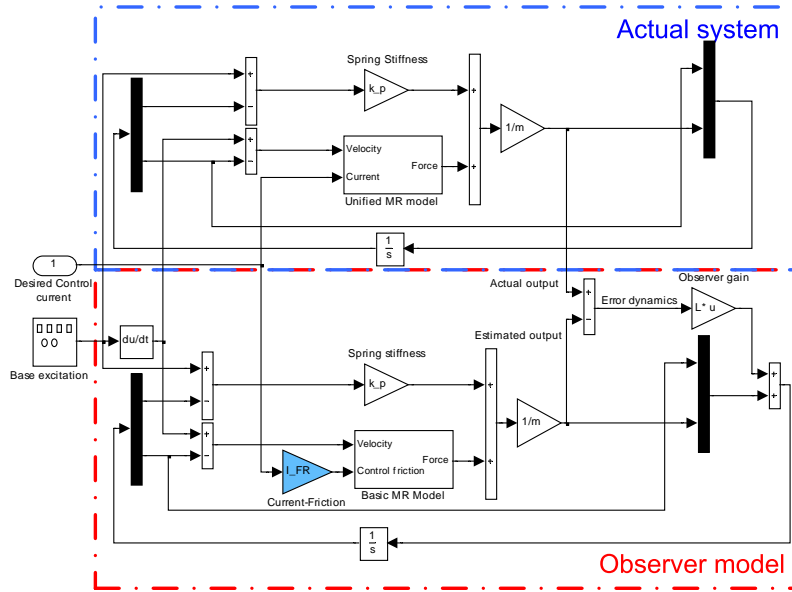 Actual system
Spring Stiffness
+
−
k_p
+
1/m
+
−
Velocity
Force
Current
+
Unified MR model
1
s
1
Desired Control
current
Actual output
Observer gain
+
Error dynamics
L* u
−
du/dt
Base excitation
Estimated output
Spring stiffness
+
−
k_p
+
1/m
+
+
+
−
Velocity
Force
Control friction
+
I_FR
Basic MR Model
Current-Friction
1
s
Observer model